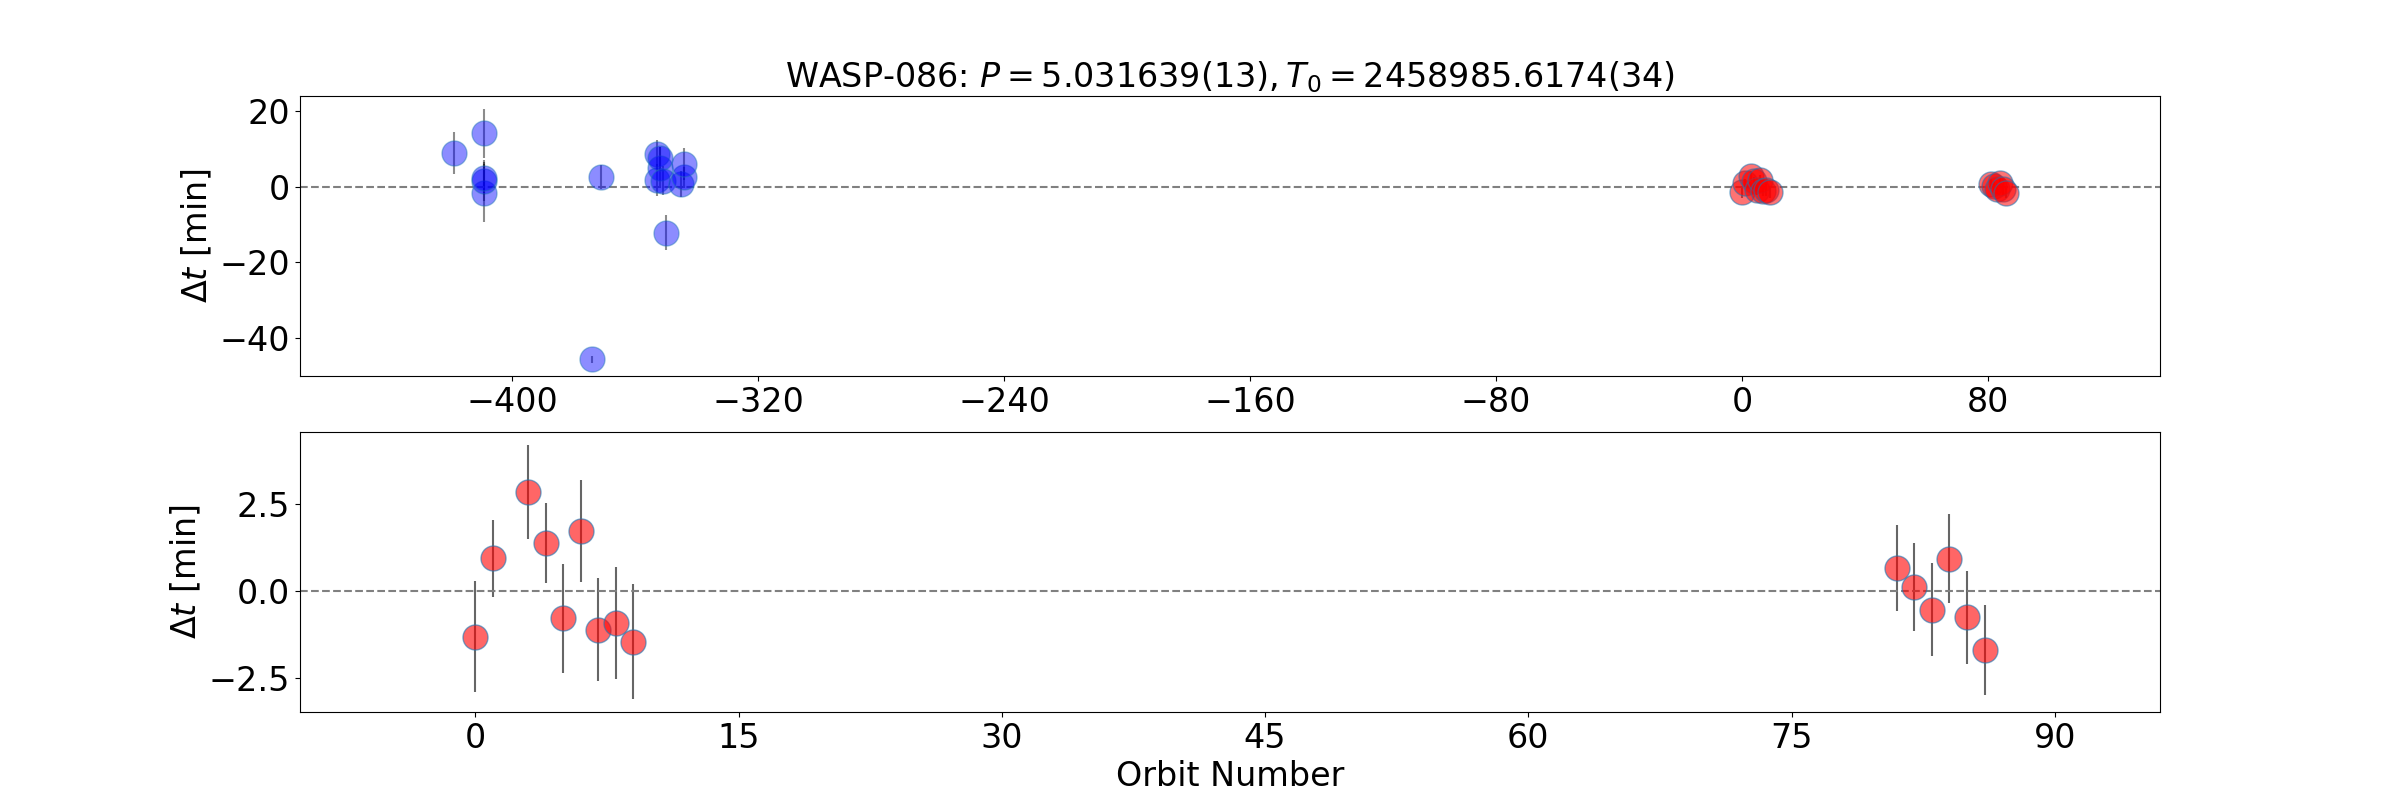 WASP-086: P = 5.031639(13), T₀ = 2458985.6174(34)
20
0
−20
−40
Δt [min]
−400 −320 −240 −160 −80 0 80
2.5
0.0
−2.5
Δt [min]
0 15 30 45 60 75 90
Orbit Number